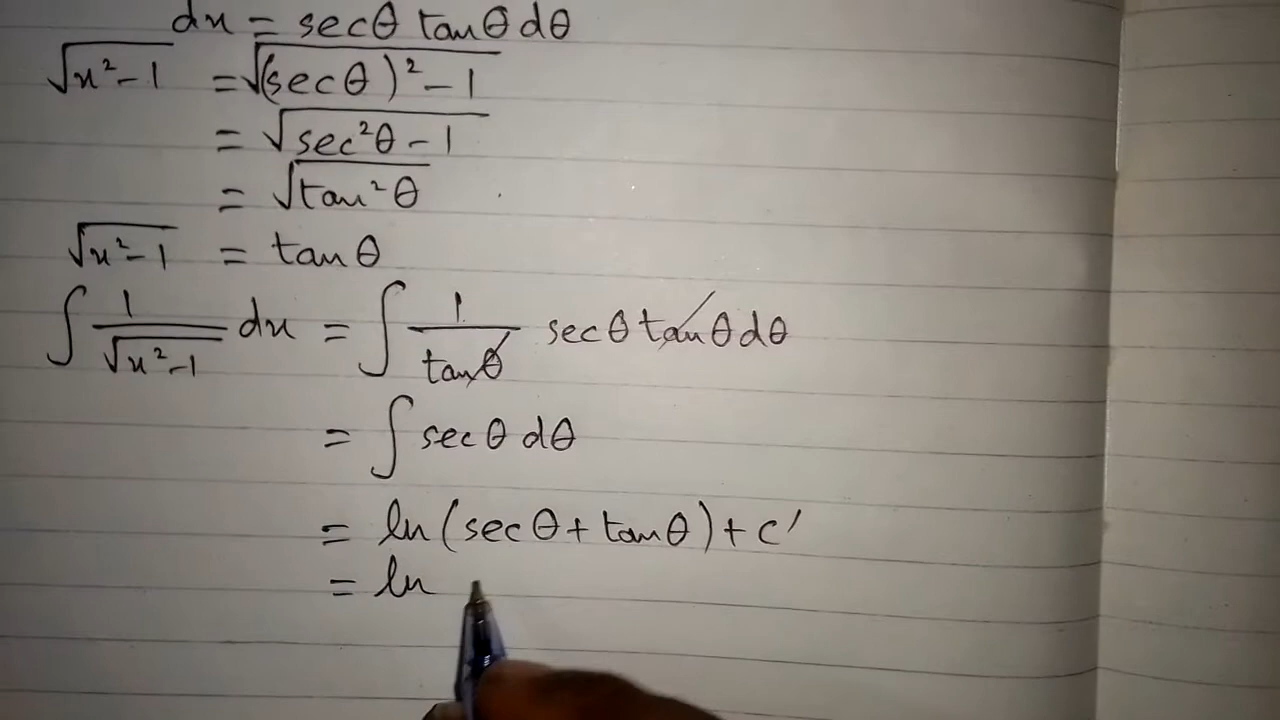 dx = secθ tanθ dθ
√x²-1 = √(secθ)²-1
= √sec²θ-1
= √tan²θ
√x²-1 = tanθ
∫ 1/√x²-1 dx = ∫ 1/tanθ secθ tanθ dθ
= ∫ secθ dθ
= ln(secθ+tanθ)+c′
= ln